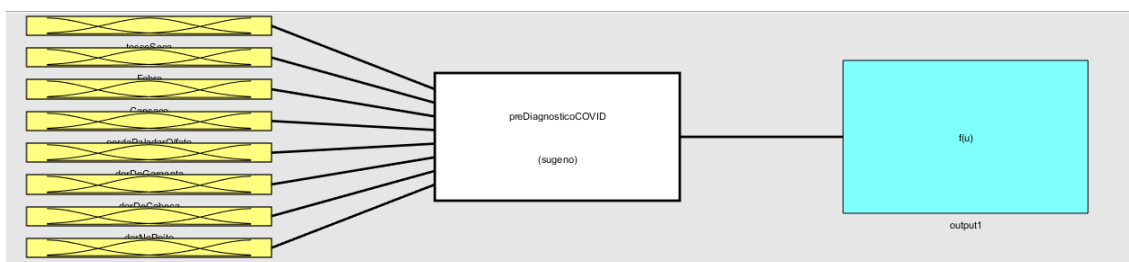 tosseSeca
Febre
Cansaco
perdaPaladarOlfato
dorDeGarganta
dorDeCabeca
dorNoPeito
preDiagnosticoCOVID
(sugeno)
f(u)
output1